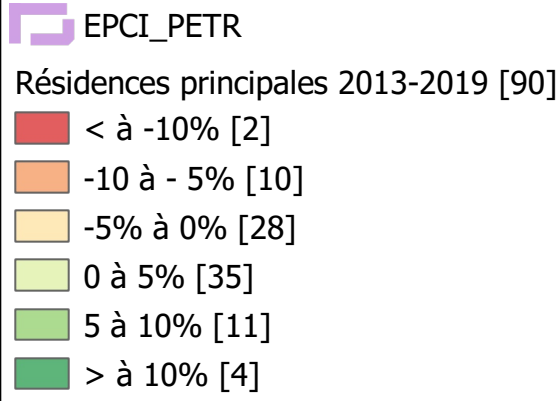 EPCI_PETR
Résidences principales 2013-2019 [90]
< à -10% [2]
-10 à - 5% [10]
-5% à 0% [28]
0 à 5% [35]
5 à 10% [11]
> à 10% [4]